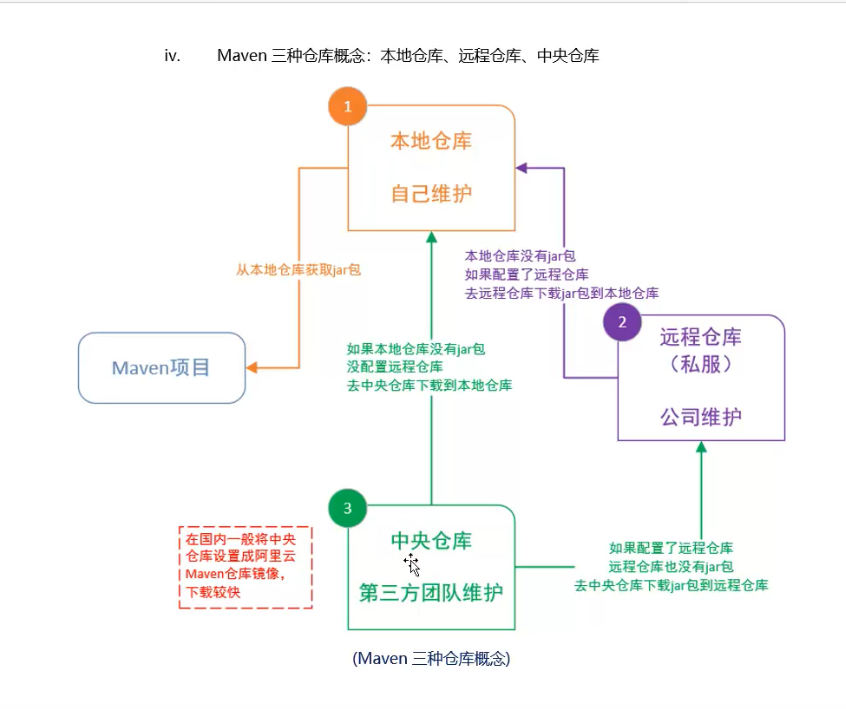 iv. Maven 三种仓库概念：本地仓库、远程仓库、中央仓库
1
本地仓库
自己维护
从本地仓库获取jar包
本地仓库没有jar包
如果配置了远程仓库
去远程仓库下载jar包到本地仓库
2
远程仓库
（私服）
公司维护
Maven项目
如果本地仓库没有jar包
没配置远程仓库
去中央仓库下载到本地仓库
3
中央仓库
第三方团队维护
在国内一般将中央
仓库设置成阿里云
Maven仓库镜像，
下载较快
如果配置了远程仓库
远程仓库也没有jar包
去中央仓库下载jar包到远程仓库
(Maven 三种仓库概念)